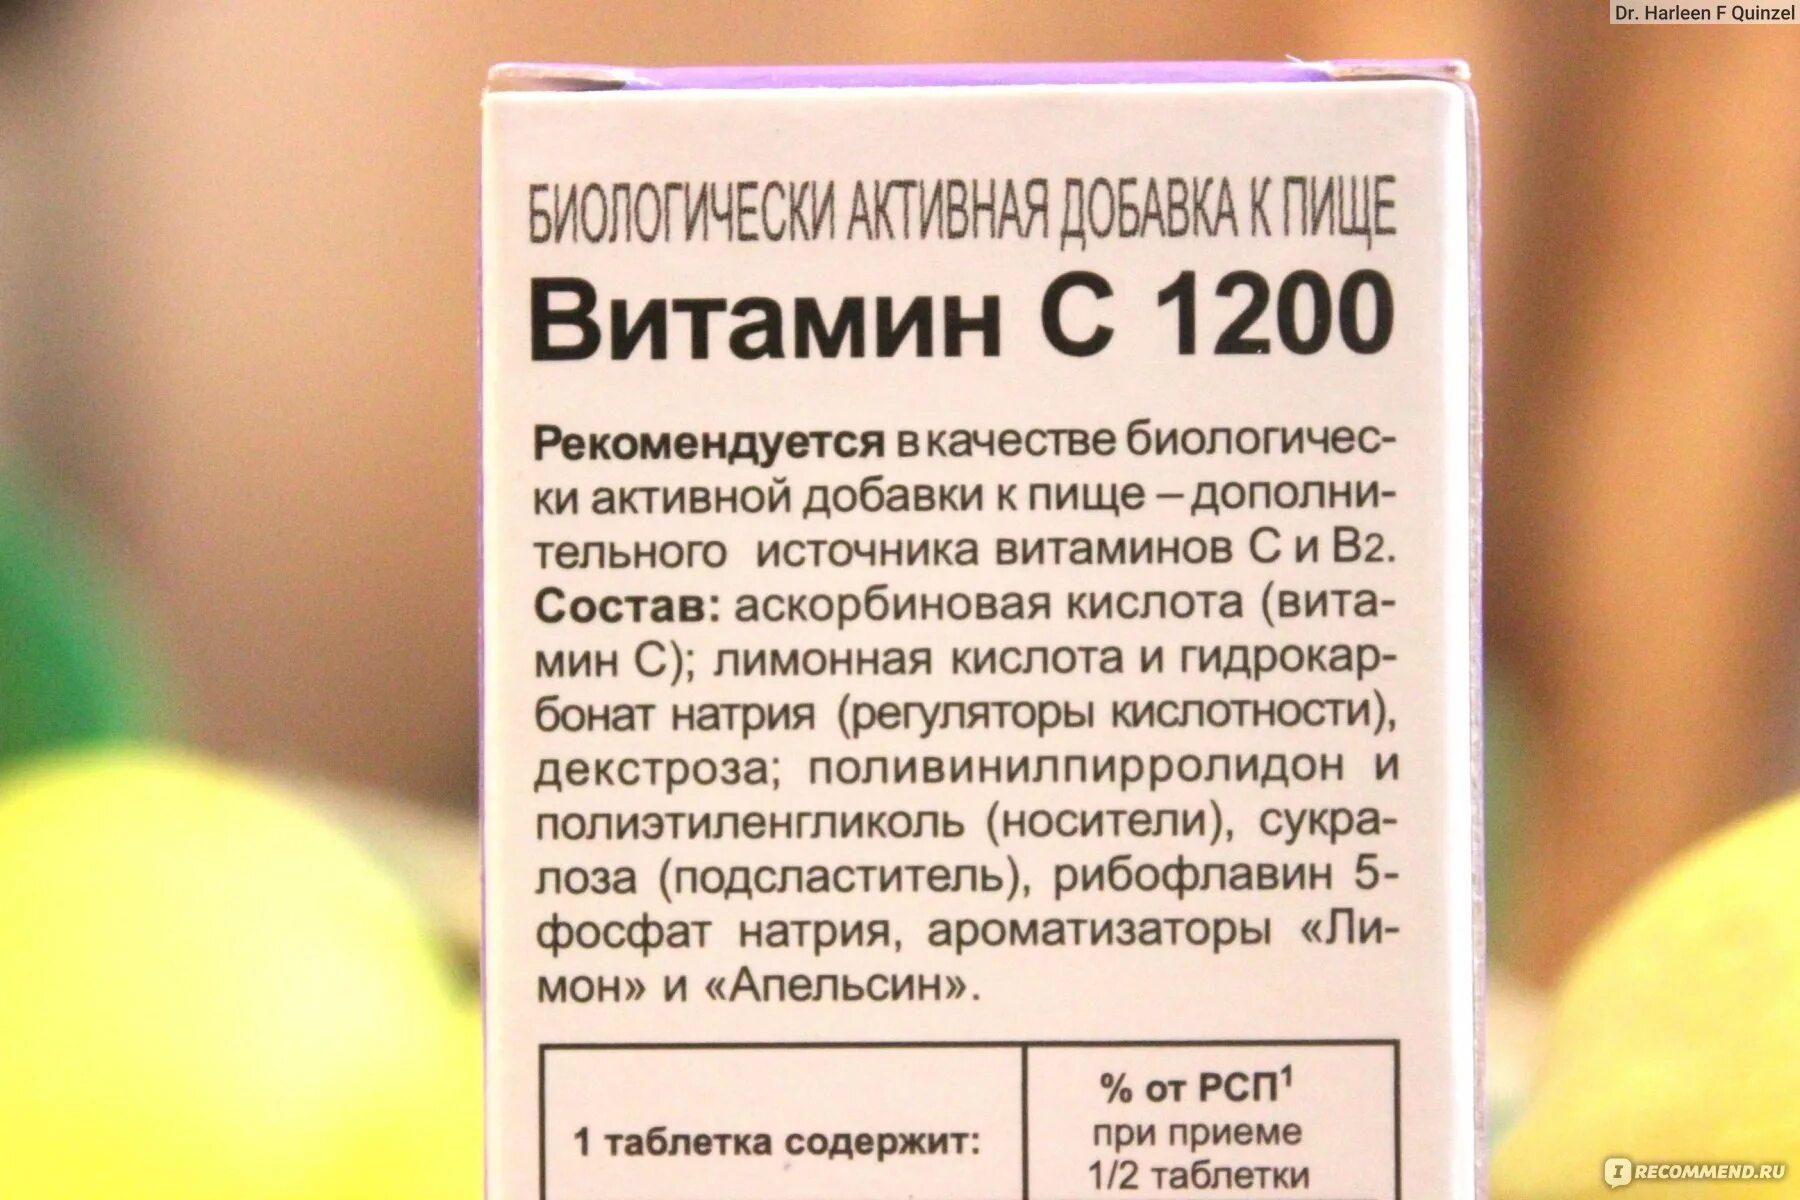 Dr. Harleen F Quinzel
БИОЛОГИЧЕСКИ АКТИВНАЯ ДОБАВКА К ПИЩЕ
Витамин С 1200
Рекомендуется в качестве биологичес-
ки активной добавки к пище – дополни-
тельного источника витаминов С и В2.
Состав: аскорбиновая кислота (вита-
мин С); лимонная кислота и гидрокар-
бонат натрия (регуляторы кислотности),
декстроза; поливинилпирролидон и
полиэтиленгликоль (носители), сукра-
лоза (подсластитель), рибофлавин 5-
фосфат натрия, ароматизаторы «Ли-
мон» и «Апельсин».
1 таблетка содержит:
% от РСП¹
при приеме
1/2 таблетки
IRECOMMEND.RU